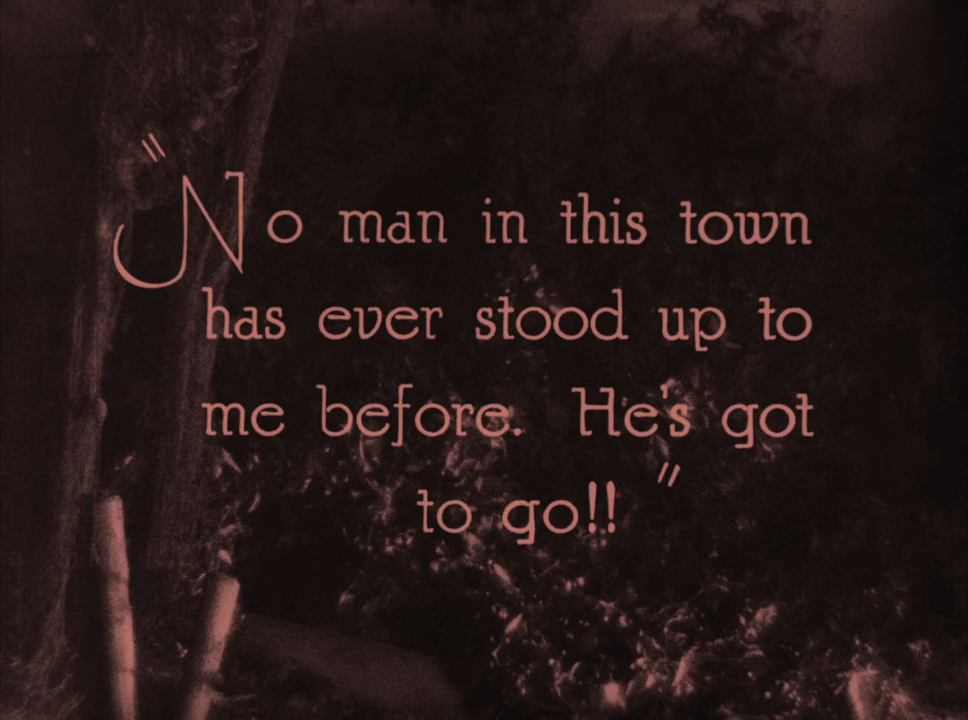 "No man in this town
has ever stood up to
me before. He's got
to go!!"